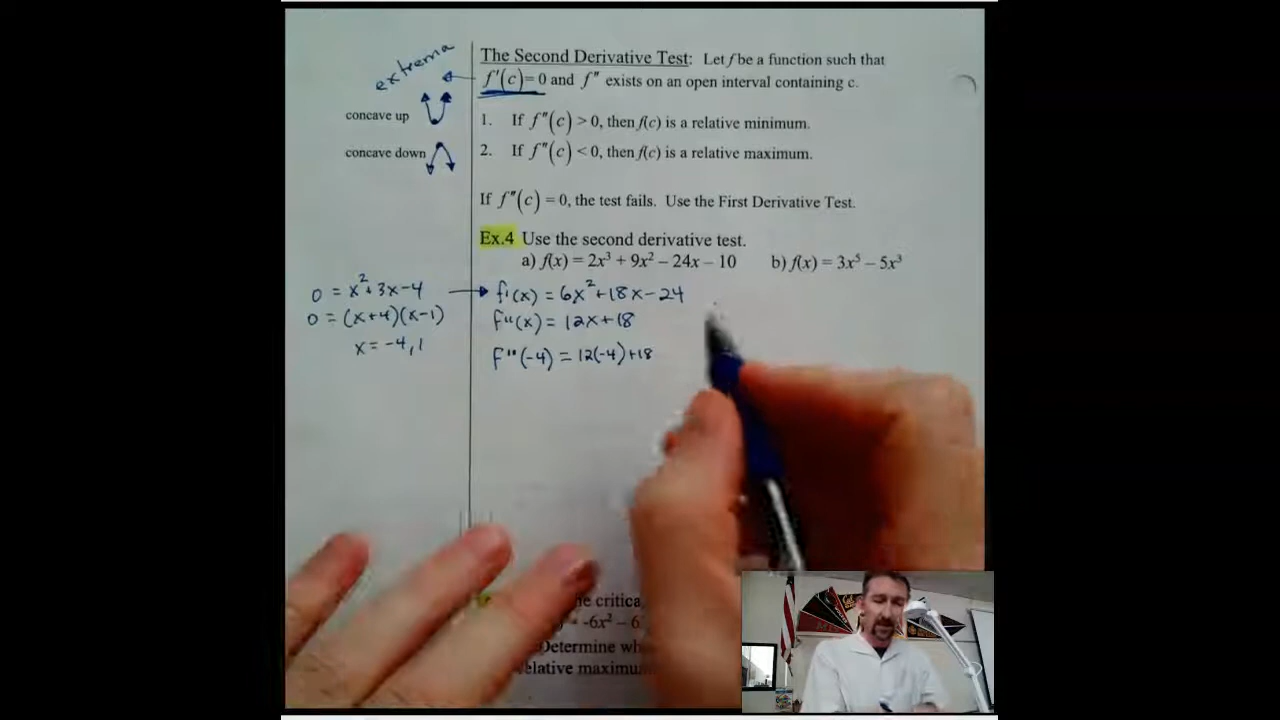 extrema
concave up
concave down
The Second Derivative Test: Let f be a function such that
f'(c)=0 and f" exists on an open interval containing c.
1. If f"(c) > 0, then f(c) is a relative minimum.
2. If f"(c) < 0, then f(c) is a relative maximum.
If f"(c) = 0, the test fails. Use the First Derivative Test.
Ex.4 Use the second derivative test.
a) f(x) = 2x³ + 9x² – 24x – 10 b) f(x) = 3x⁵ – 5x³
0 = x²+3x-4
0 = (x+4)(x-1)
x = -4, 1
f'(x) = 6x²+18x-24
f"(x) = 12x+18
f"(-4) = 12(-4)+18
critica
-6x² – 6
Determine
relative